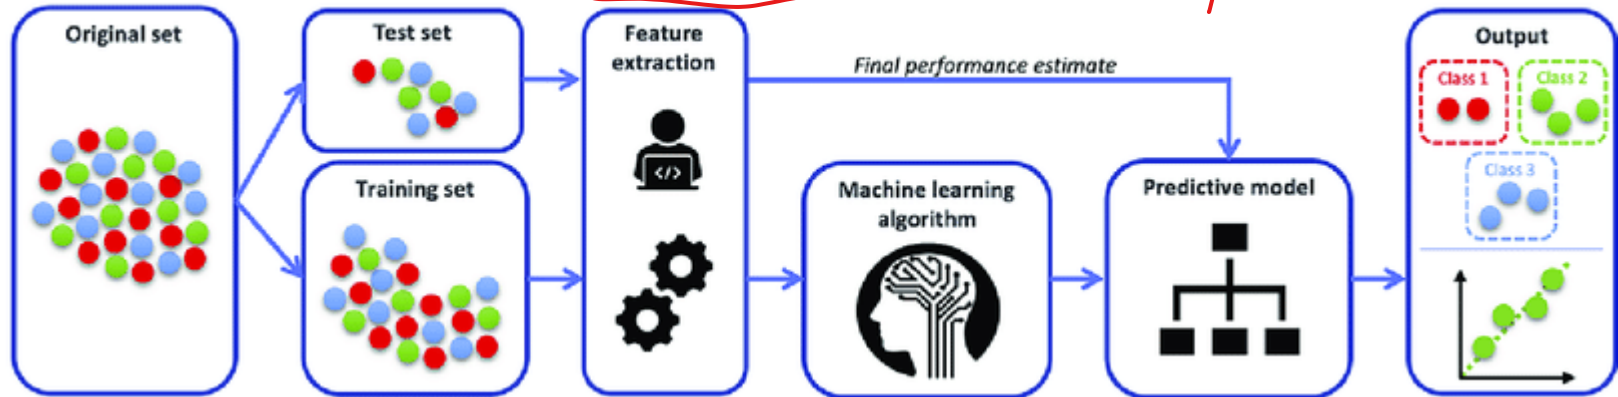 Original set
Test set
Training set
Feature
extraction
</>
Final performance estimate
Machine learning
algorithm
Predictive model
Output
Class 1
Class 2
Class 3